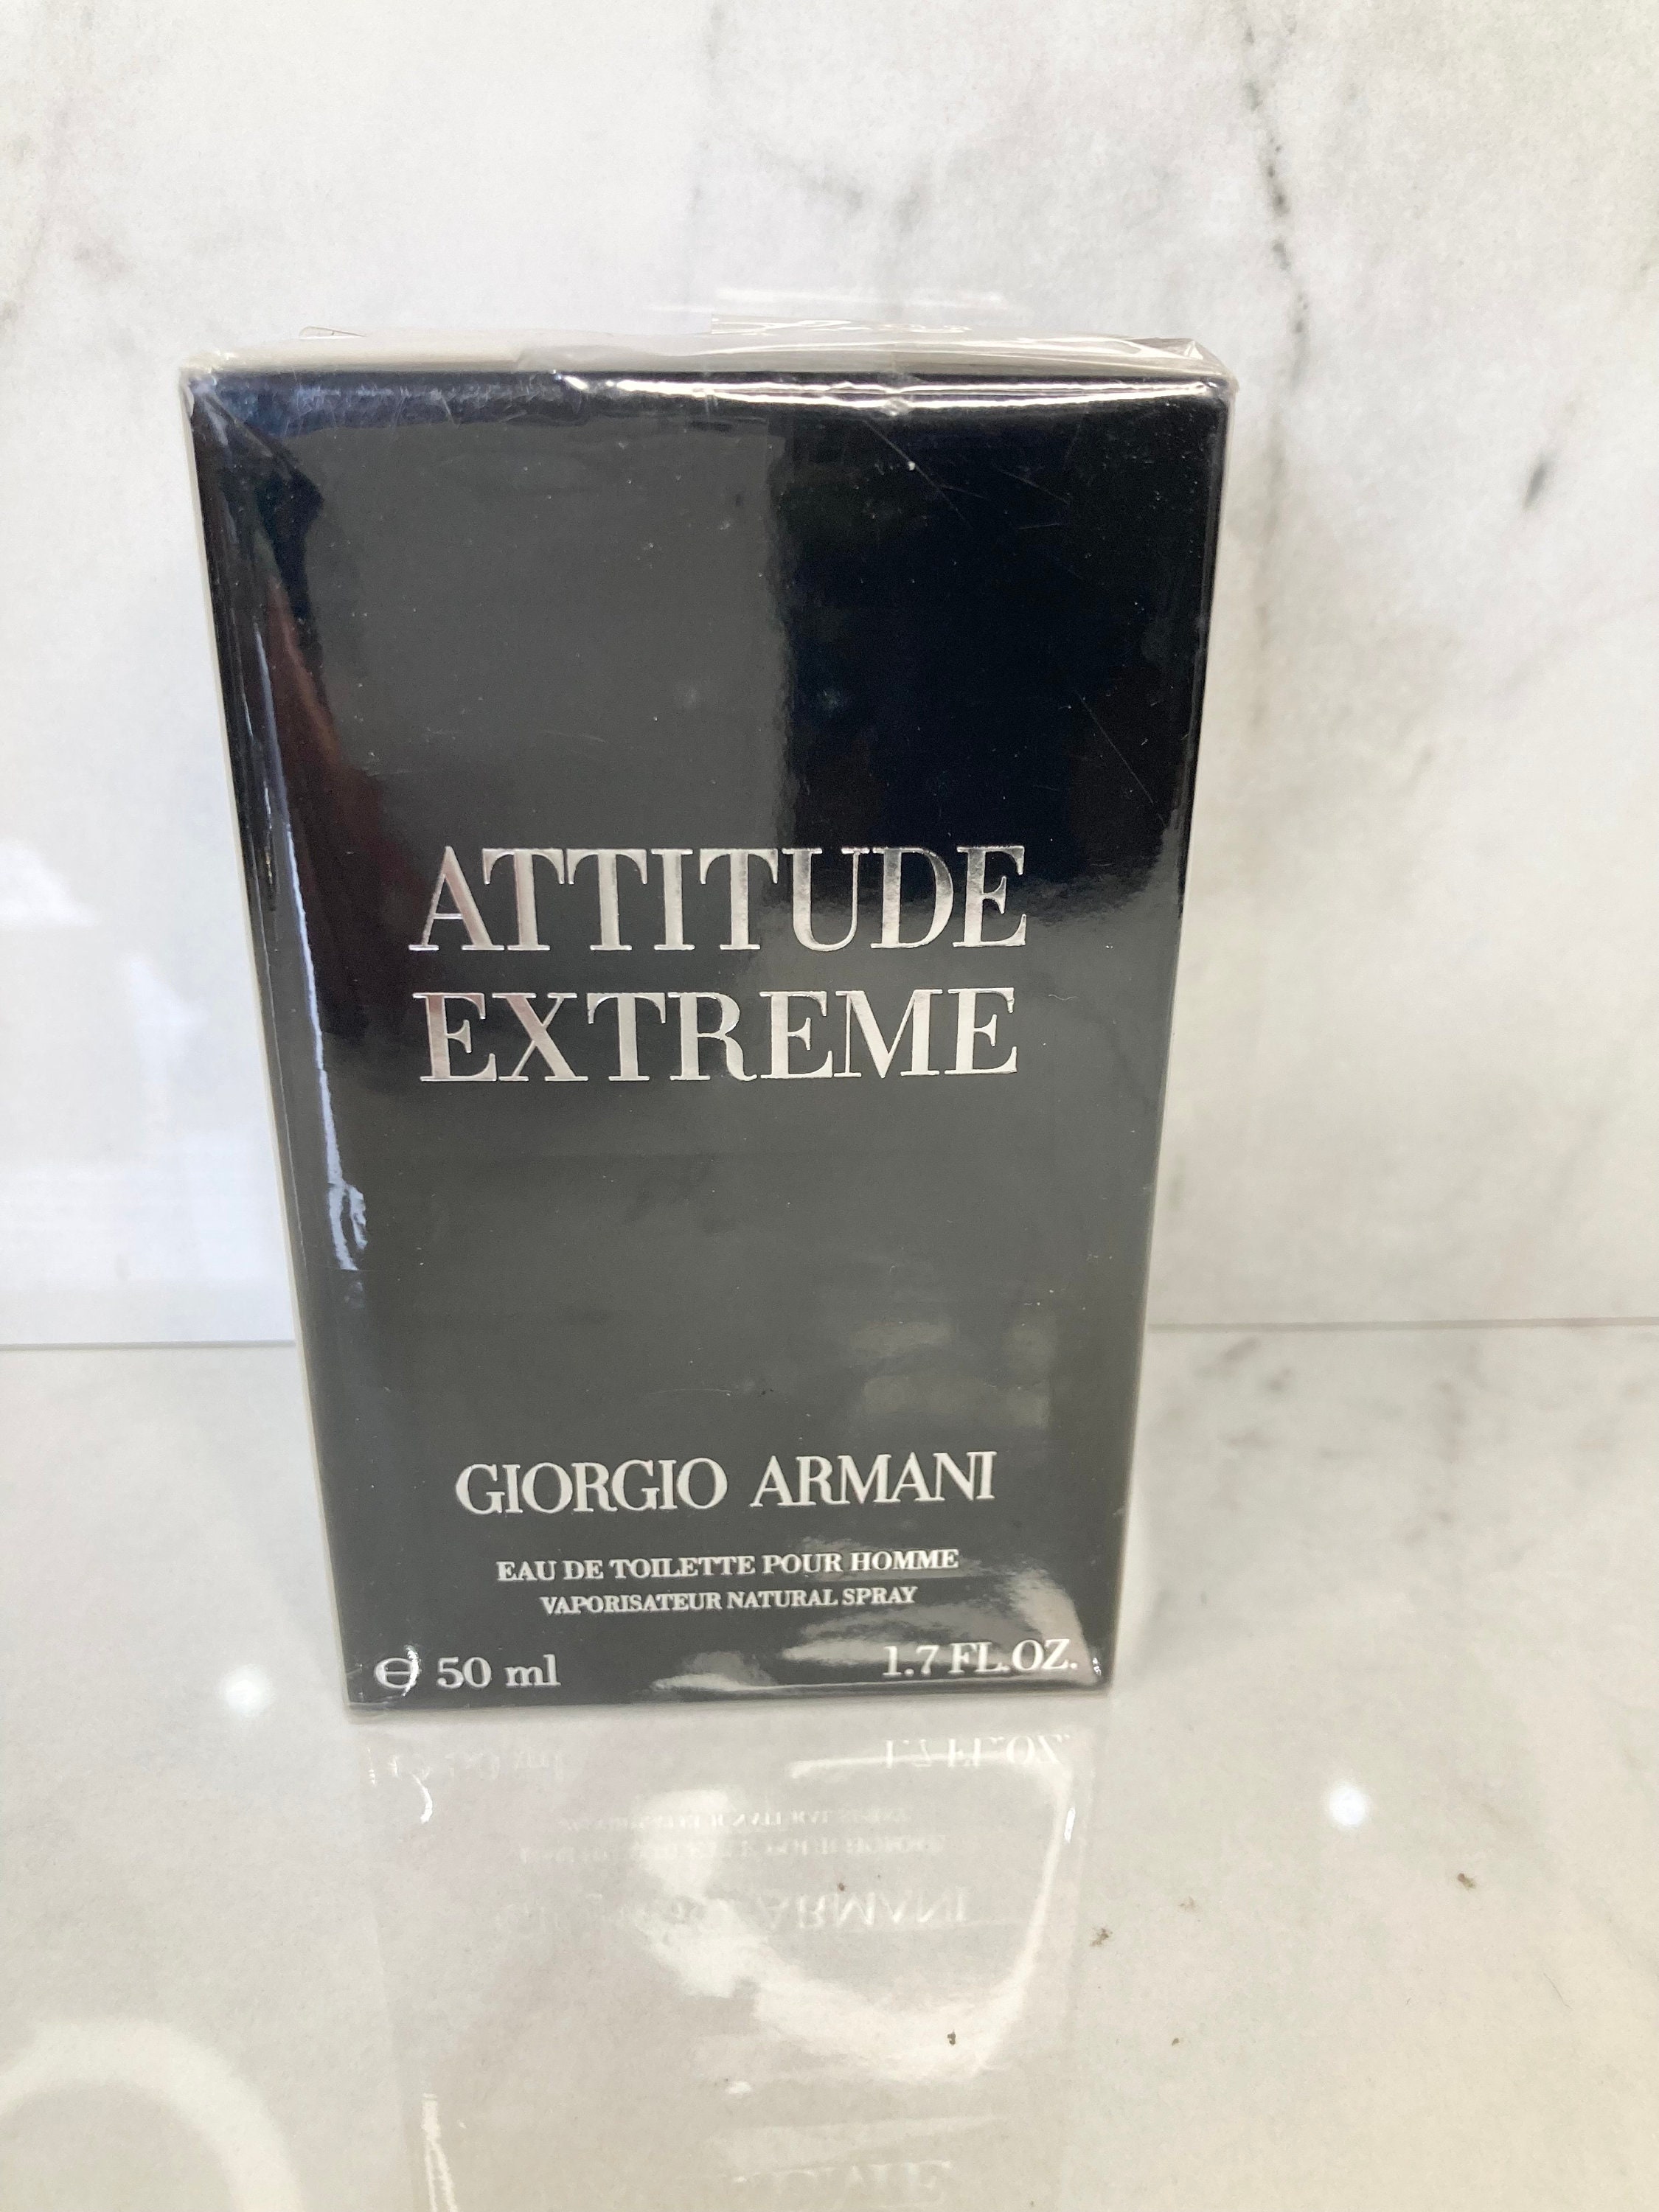 ATTITUDE
EXTREME
GIORGIO ARMANI
EAU DE TOILETTE POUR HOMME
VAPORISATEUR NATURAL SPRAY
℮ 50 ml 1.7 FL.OZ.